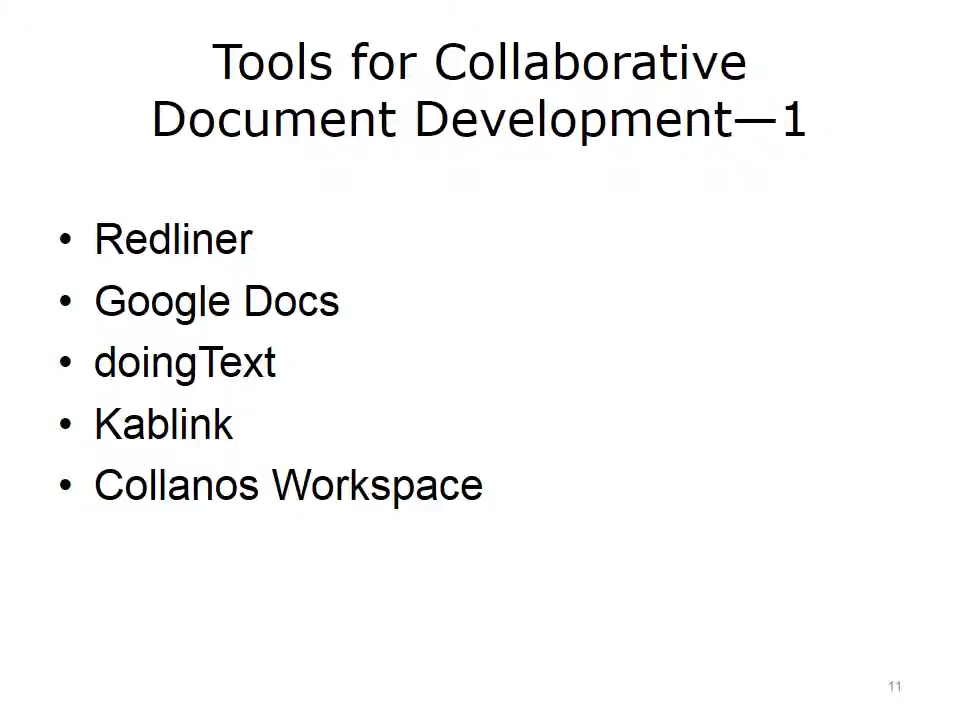 Tools for Collaborative
Document Development—1
• Redliner
• Google Docs
• doingText
• Kablink
• Collanos Workspace
11